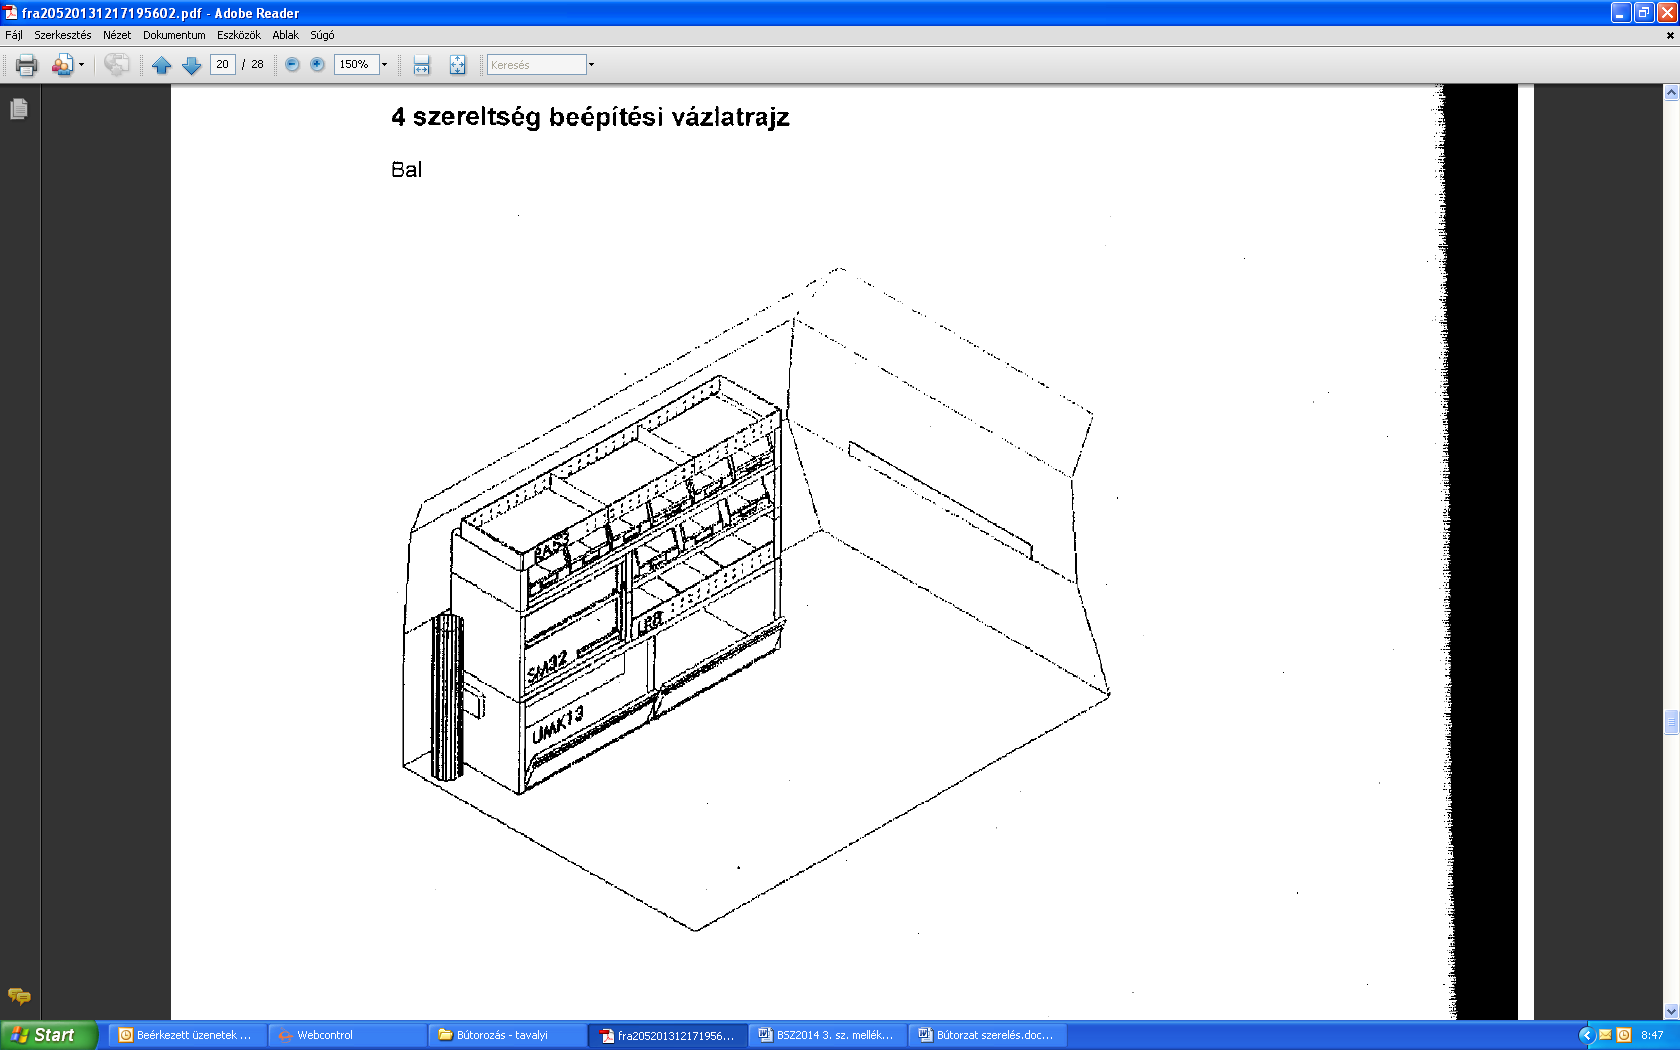 fra20520131217195602.pdf - Adobe Reader
Fájl Szerkesztés Nézet Dokumentum Eszközök Ablak Súgó
20 / 28 150% Keresés
4 szereltség beépítési vázlatrajz
Bal
SM32
UMK13
Start Beérkezett üzenetek ... Webcontrol Bútorozás - tavalyi fra205201312171956... BSZ2014 3. sz. mellék... Bútorzat szerelés.doc... 8:47